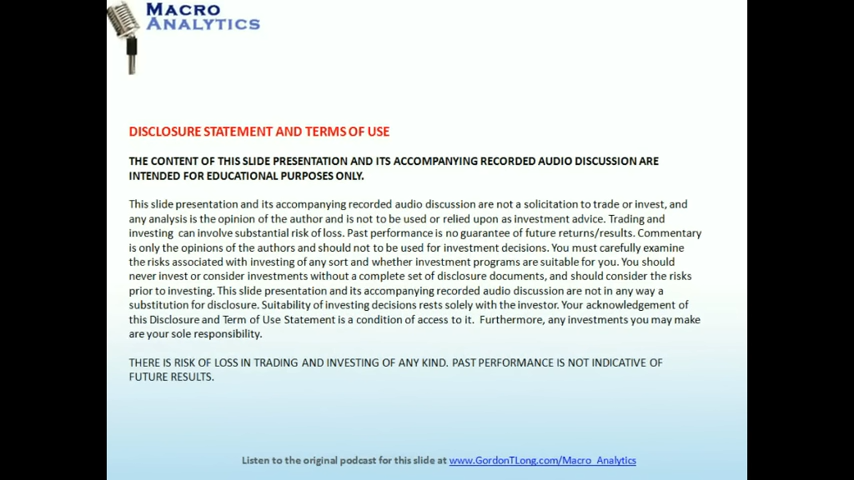 MACRO
ANALYTICS
DISCLOSURE STATEMENT AND TERMS OF USE
THE CONTENT OF THIS SLIDE PRESENTATION AND ITS ACCOMPANYING RECORDED AUDIO DISCUSSION ARE
INTENDED FOR EDUCATIONAL PURPOSES ONLY.
This slide presentation and its accompanying recorded audio discussion are not a solicitation to trade or invest, and
any analysis is the opinion of the author and is not to be used or relied upon as investment advice. Trading and
investing can involve substantial risk of loss. Past performance is no guarantee of future returns/results. Commentary
is only the opinions of the authors and should not to be used for investment decisions. You must carefully examine
the risks associated with investing of any sort and whether investment programs are suitable for you. You should
never invest or consider investments without a complete set of disclosure documents, and should consider the risks
prior to investing. This slide presentation and its accompanying recorded audio discussion are not in any way a
substitution for disclosure. Suitability of investing decisions rests solely with the investor. Your acknowledgement of
this Disclosure and Term of Use Statement is a condition of access to it. Furthermore, any investments you may make
are your sole responsibility.
THERE IS RISK OF LOSS IN TRADING AND INVESTING OF ANY KIND. PAST PERFORMANCE IS NOT INDICATIVE OF
FUTURE RESULTS.
Listen to the original podcast for this slide at www.GordonTLong.com/Macro_Analytics